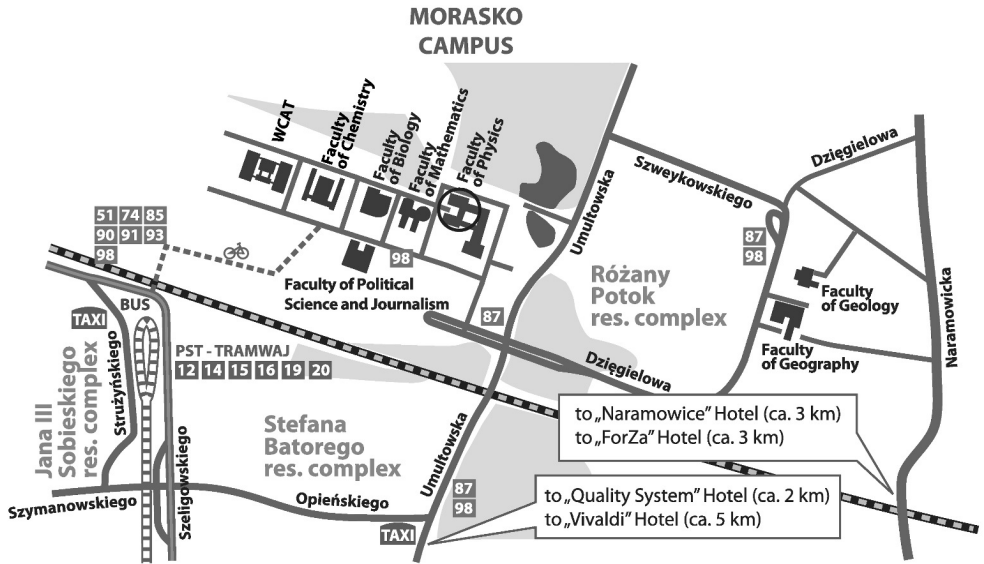 MORASKO
CAMPUS
WCAT
Faculty
of Chemistry
Faculty
of Biology
Faculty
of Mathematics
Faculty
of Physics
Umultowska
Szweykowskiego
Dzięgielowa
51 74 85
90 91 93
98
98
87
98
Faculty of Political
Science and Journalism
Różany
Potok
res. complex
Faculty
of Geology
Naramowicka
BUS
TAXI
87
Faculty
of Geography
PST - TRAMWAJ
12 14 15 16 19 20
Dzięgielowa
Strużyńskiego
Jana III
Sobieskiego
res. complex
Stefana
Batorego
res. complex
Umultowska
to „Naramowice” Hotel (ca. 3 km)
to „ForZa” Hotel (ca. 3 km)
Szeligowskiego
Szymanowskiego
Opieńskiego
87
98
to „Quality System” Hotel (ca. 2 km)
to „Vivaldi” Hotel (ca. 5 km)
TAXI